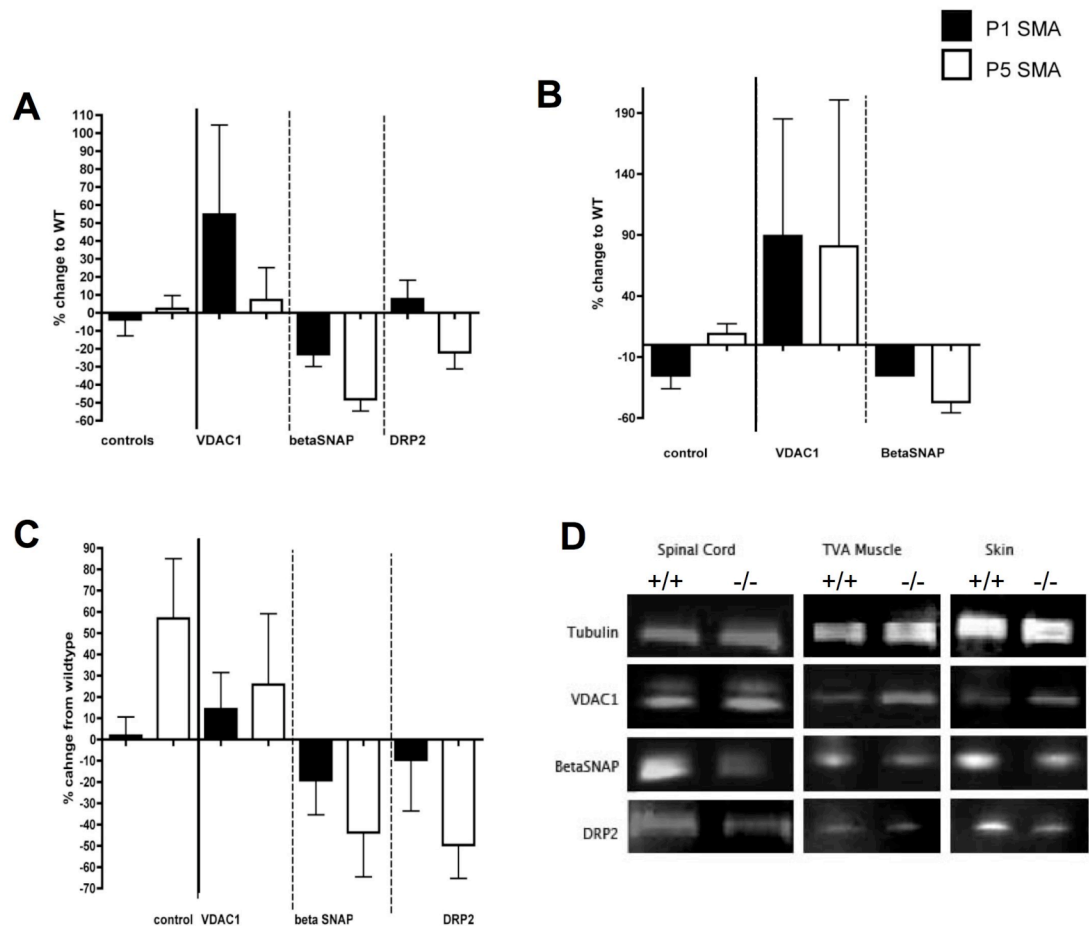 P1 SMA
P5 SMA
A
% change to WT
110
100
90
80
70
60
50
40
30
20
10
0
-10
-20
-30
-40
-50
-60
controls VDAC1 betaSNAP DRP2
B
% change to WT
190
140
90
40
-10
-60
control VDAC1 BetaSNAP
C
% cahnge from wildtype
90
80
70
60
50
40
30
20
10
0
-10
-20
-30
-40
-50
-60
-70
control VDAC1 beta SNAP DRP2
D
Spinal Cord TVA Muscle Skin
+/+ -/- +/+ -/- +/+ -/-
Tubulin
VDAC1
BetaSNAP
DRP2